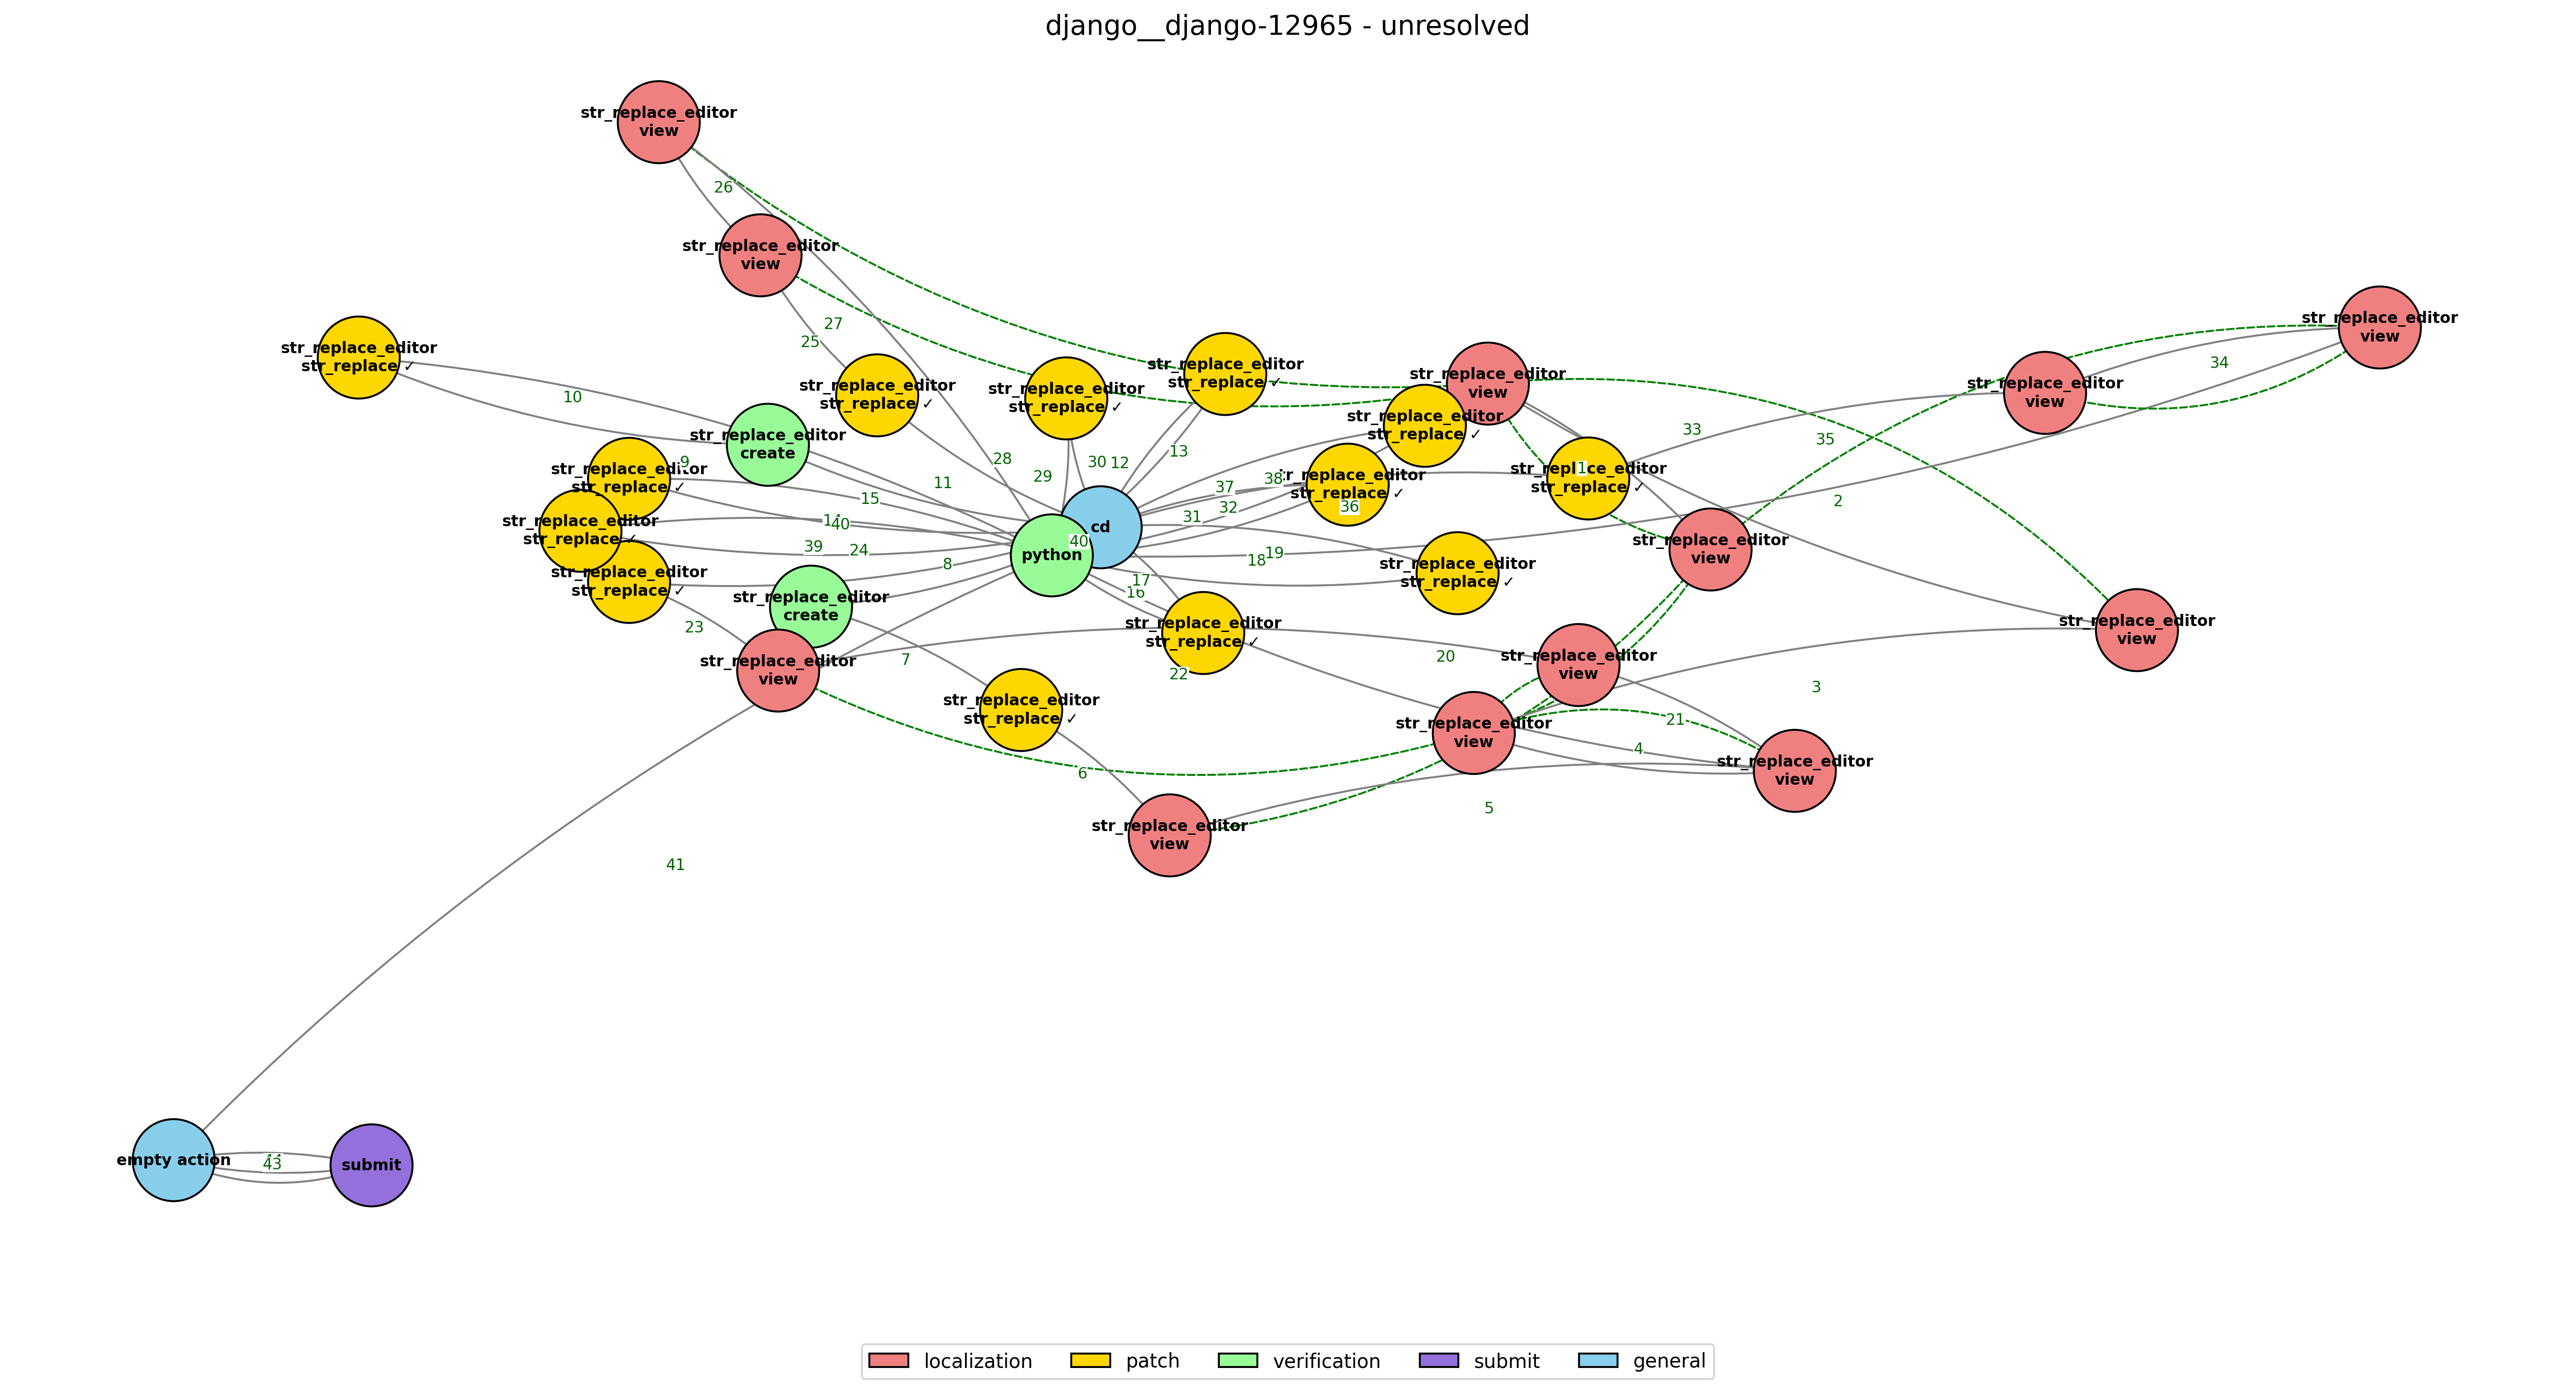 django__django-12965 - unresolved
str_replace_editor
view
26
str_replace_editor
view
27
25
str_replace_editor
view
34
str_replace_editor
str_replace ✓
10
str_replace_editor
str_replace ✓
str_replace_editor
str_replace ✓
str_replace_editor
str_replace ✓
str_replace_editor
view
str_replace_editor
view
str_replace_editor
str_replace ✓
33
35
str_replace_editor
create
9
11
28
29
30
12
13
str_replace_editor
str_replace ✓
37
38
str_replace ✓
36
str_replace_editor
str_replace ✓
1
2
15
31
32
str_replace_editor
str_replace ✓
40
39
24
8
cd
python
40
18
19
str_replace_editor
view
str_replace_editor
str_replace ✓
str_replace_editor
str_replace ✓
17
16
str_replace_editor
create
23
str_replace_editor
str_replace ✓
str_replace_editor
view
str_replace_editor
view
7
22
20
str_replace_editor
view
3
str_replace_editor
str_replace ✓
str_replace_editor
view
21
4
str_replace_editor
view
6
5
str_replace_editor
view
41
empty action
43
submit
localization
patch
verification
submit
general